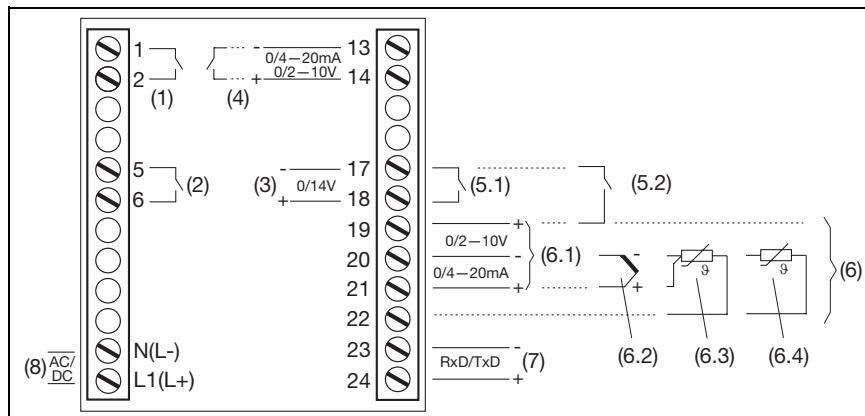 1 - 13
0/4–20mA
2 + 0/2–10V 14
(1) (4)
5 - 17
(2) (3) 0/14V (5.1) (5.2)
6 + 18
19 +
0/2–10V
20 - (6.1) - (6)
0/4–20mA ϑ ϑ
21 + +
22
(6.2) (6.3) (6.4)
N(L-) 23 -
(8) AC/DC RxD/TxD (7)
L1(L+) 24 +